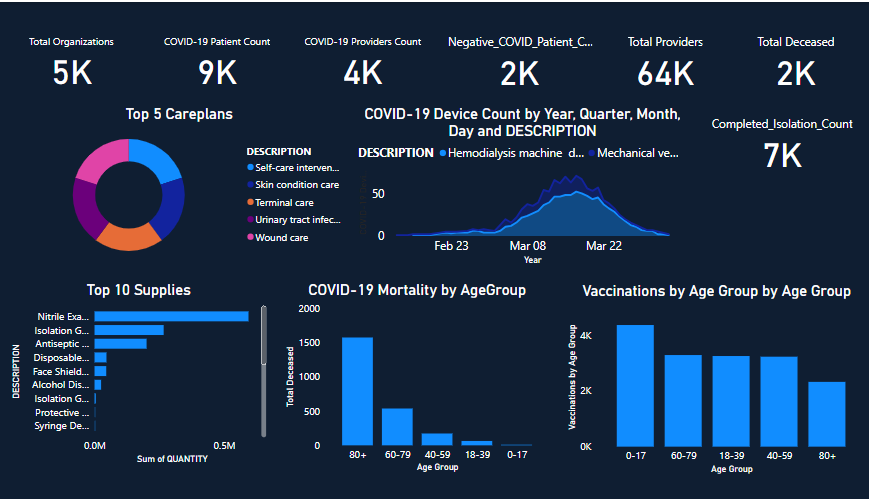 Total Organizations
5K
COVID-19 Patient Count
9K
COVID-19 Providers Count
4K
Negative_COVID_Patient_C...
2K
Total Providers
64K
Total Deceased
2K
Completed_Isolation_Count
7K
Top 5 Careplans
DESCRIPTION
Self-care interven...
Skin condition care
Terminal care
Urinary tract infec...
Wound care
COVID-19 Device Count by Year, Quarter, Month,
Day and DESCRIPTION
DESCRIPTION Hemodialysis machine d... Mechanical ve...
50
0
Feb 23 Mar 08 Mar 22
Year
Top 10 Supplies
DESCRIPTION
Nitrile Exa...
Isolation G...
Antiseptic ...
Disposable...
Face Shield...
Alcohol Dis...
Isolation G...
Protective ...
Syringe De...
0.0M 0.5M
Sum of QUANTITY
COVID-19 Mortality by AgeGroup
Total Deceased
2000
1500
1000
500
0
80+ 60-79 40-59 18-39 0-17
Age Group
Vaccinations by Age Group by Age Group
Vaccinations by Age Group
4K
2K
0K
0-17 60-79 18-39 40-59 80+
Age Group